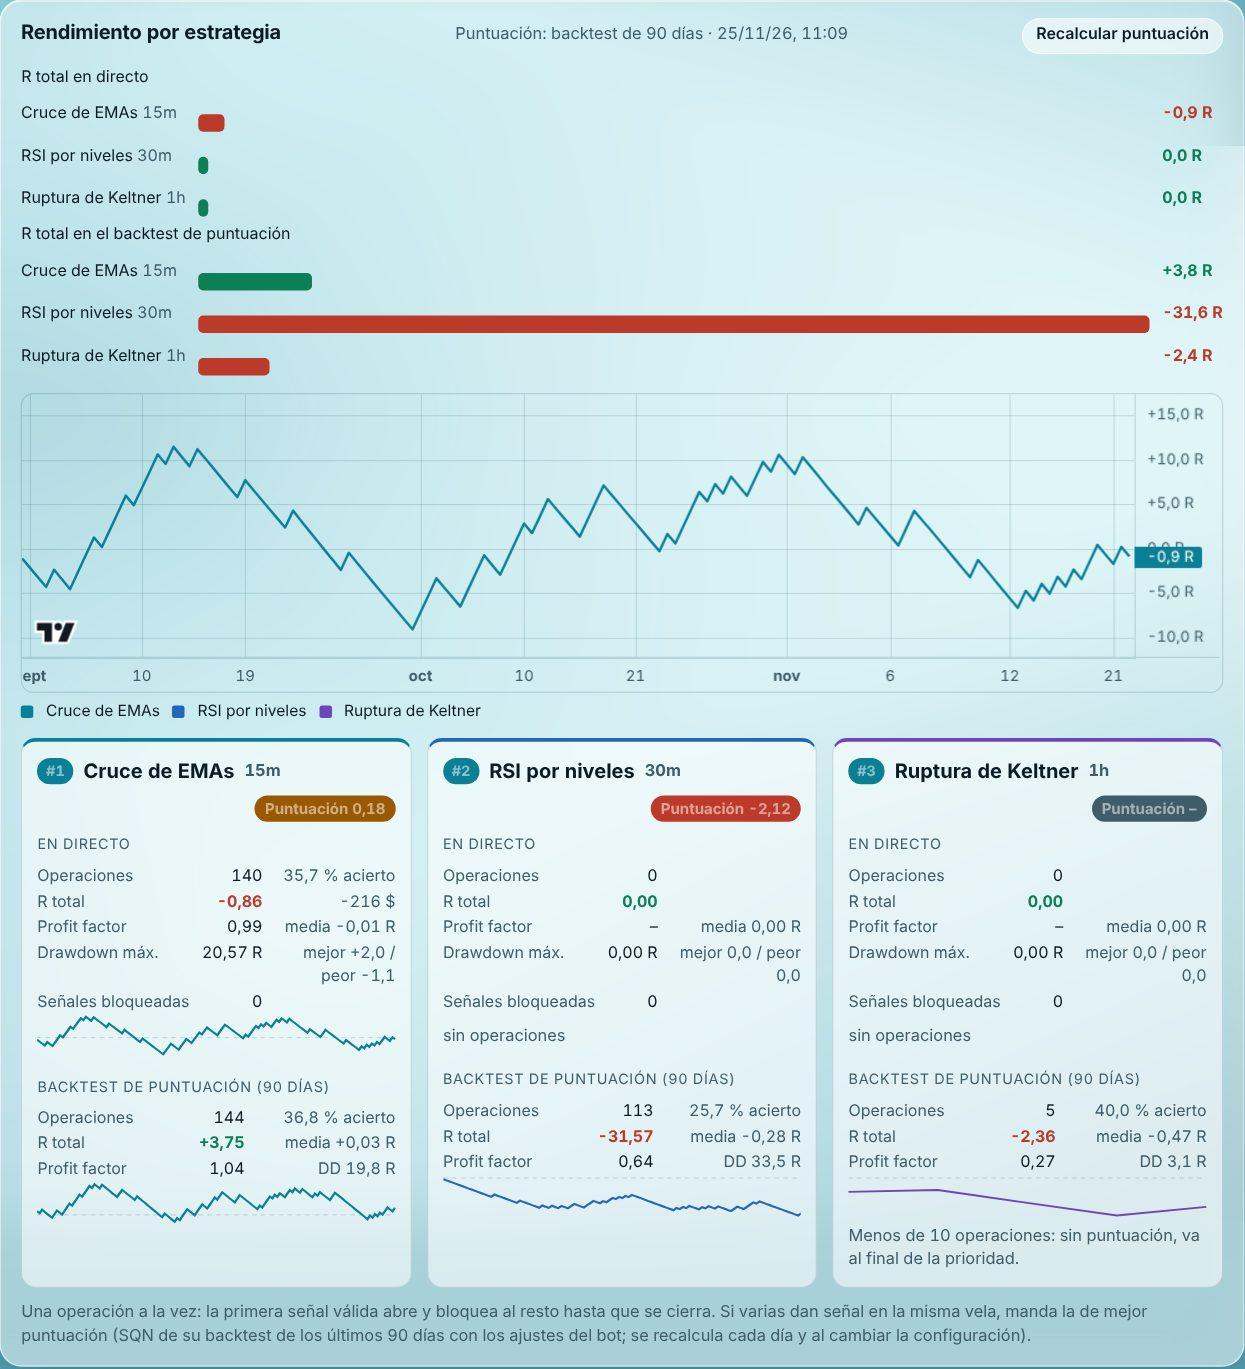 Rendimiento por estrategia
Puntuación: backtest de 90 días · 25/11/26, 11:09
Recalcular puntuación
R total en directo
Cruce de EMAs 15m -0,9 R
RSI por niveles 30m 0,0 R
Ruptura de Keltner 1h 0,0 R
R total en el backtest de puntuación
Cruce de EMAs 15m +3,8 R
RSI por niveles 30m -31,6 R
Ruptura de Keltner 1h -2,4 R
+15,0 R
+10,0 R
+5,0 R
-0,9 R
-5,0 R
-10,0 R
ept 10 19 oct 10 21 nov 6 12 21
Cruce de EMAs RSI por niveles Ruptura de Keltner
#1 Cruce de EMAs 15m
Puntuación 0,18
EN DIRECTO
Operaciones 140 35,7 % acierto
R total -0,86 -216 $
Profit factor 0,99 media -0,01 R
Drawdown máx. 20,57 R mejor +2,0 /
peor -1,1
Señales bloqueadas 0
BACKTEST DE PUNTUACIÓN (90 DÍAS)
Operaciones 144 36,8 % acierto
R total +3,75 media +0,03 R
Profit factor 1,04 DD 19,8 R
#2 RSI por niveles 30m
Puntuación -2,12
EN DIRECTO
Operaciones 0
R total 0,00
Profit factor – media 0,00 R
Drawdown máx. 0,00 R mejor 0,0 / peor
0,0
Señales bloqueadas 0
sin operaciones
BACKTEST DE PUNTUACIÓN (90 DÍAS)
Operaciones 113 25,7 % acierto
R total -31,57 media -0,28 R
Profit factor 0,64 DD 33,5 R
#3 Ruptura de Keltner 1h
Puntuación –
EN DIRECTO
Operaciones 0
R total 0,00
Profit factor – media 0,00 R
Drawdown máx. 0,00 R mejor 0,0 / peor
0,0
Señales bloqueadas 0
sin operaciones
BACKTEST DE PUNTUACIÓN (90 DÍAS)
Operaciones 5 40,0 % acierto
R total -2,36 media -0,47 R
Profit factor 0,27 DD 3,1 R
Menos de 10 operaciones: sin puntuación, va
al final de la prioridad.
Una operación a la vez: la primera señal válida abre y bloquea al resto hasta que se cierra. Si varias dan señal en la misma vela, manda la de mejor
puntuación (SQN de su backtest de los últimos 90 días con los ajustes del bot; se recalcula cada día y al cambiar la configuración).